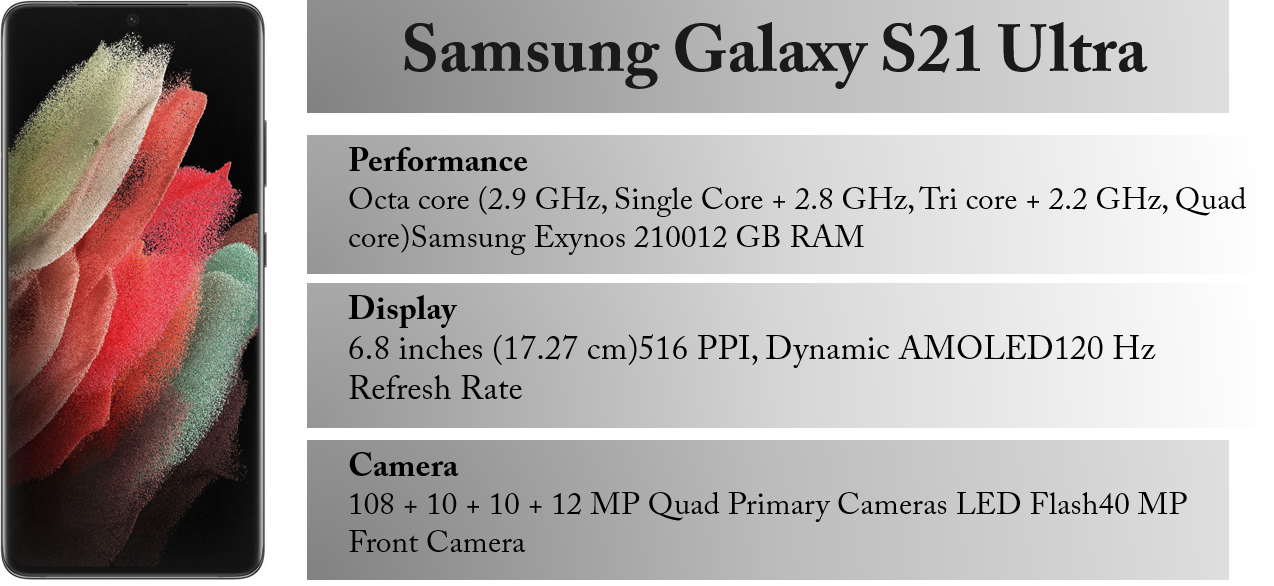 Samsung Galaxy S21 Ultra
Performance
Octa core (2.9 GHz, Single Core + 2.8 GHz, Tri core + 2.2 GHz, Quad
core)Samsung Exynos 210012 GB RAM
Display
6.8 inches (17.27 cm)516 PPI, Dynamic AMOLED120 Hz
Refresh Rate
Camera
108 + 10 + 10 + 12 MP Quad Primary Cameras LED Flash40 MP
Front Camera